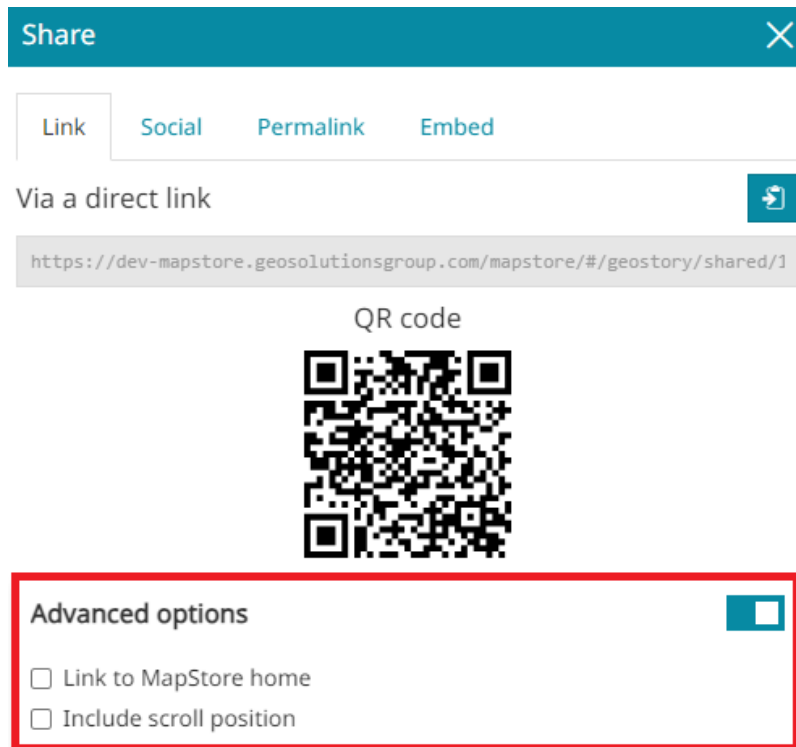 Share
Link Social Permalink Embed
Via a direct link
https://dev-mapstore.geosolutionsgroup.com/mapstore/#/geostory/shared/1
QR code
Advanced options
Link to MapStore home
Include scroll position